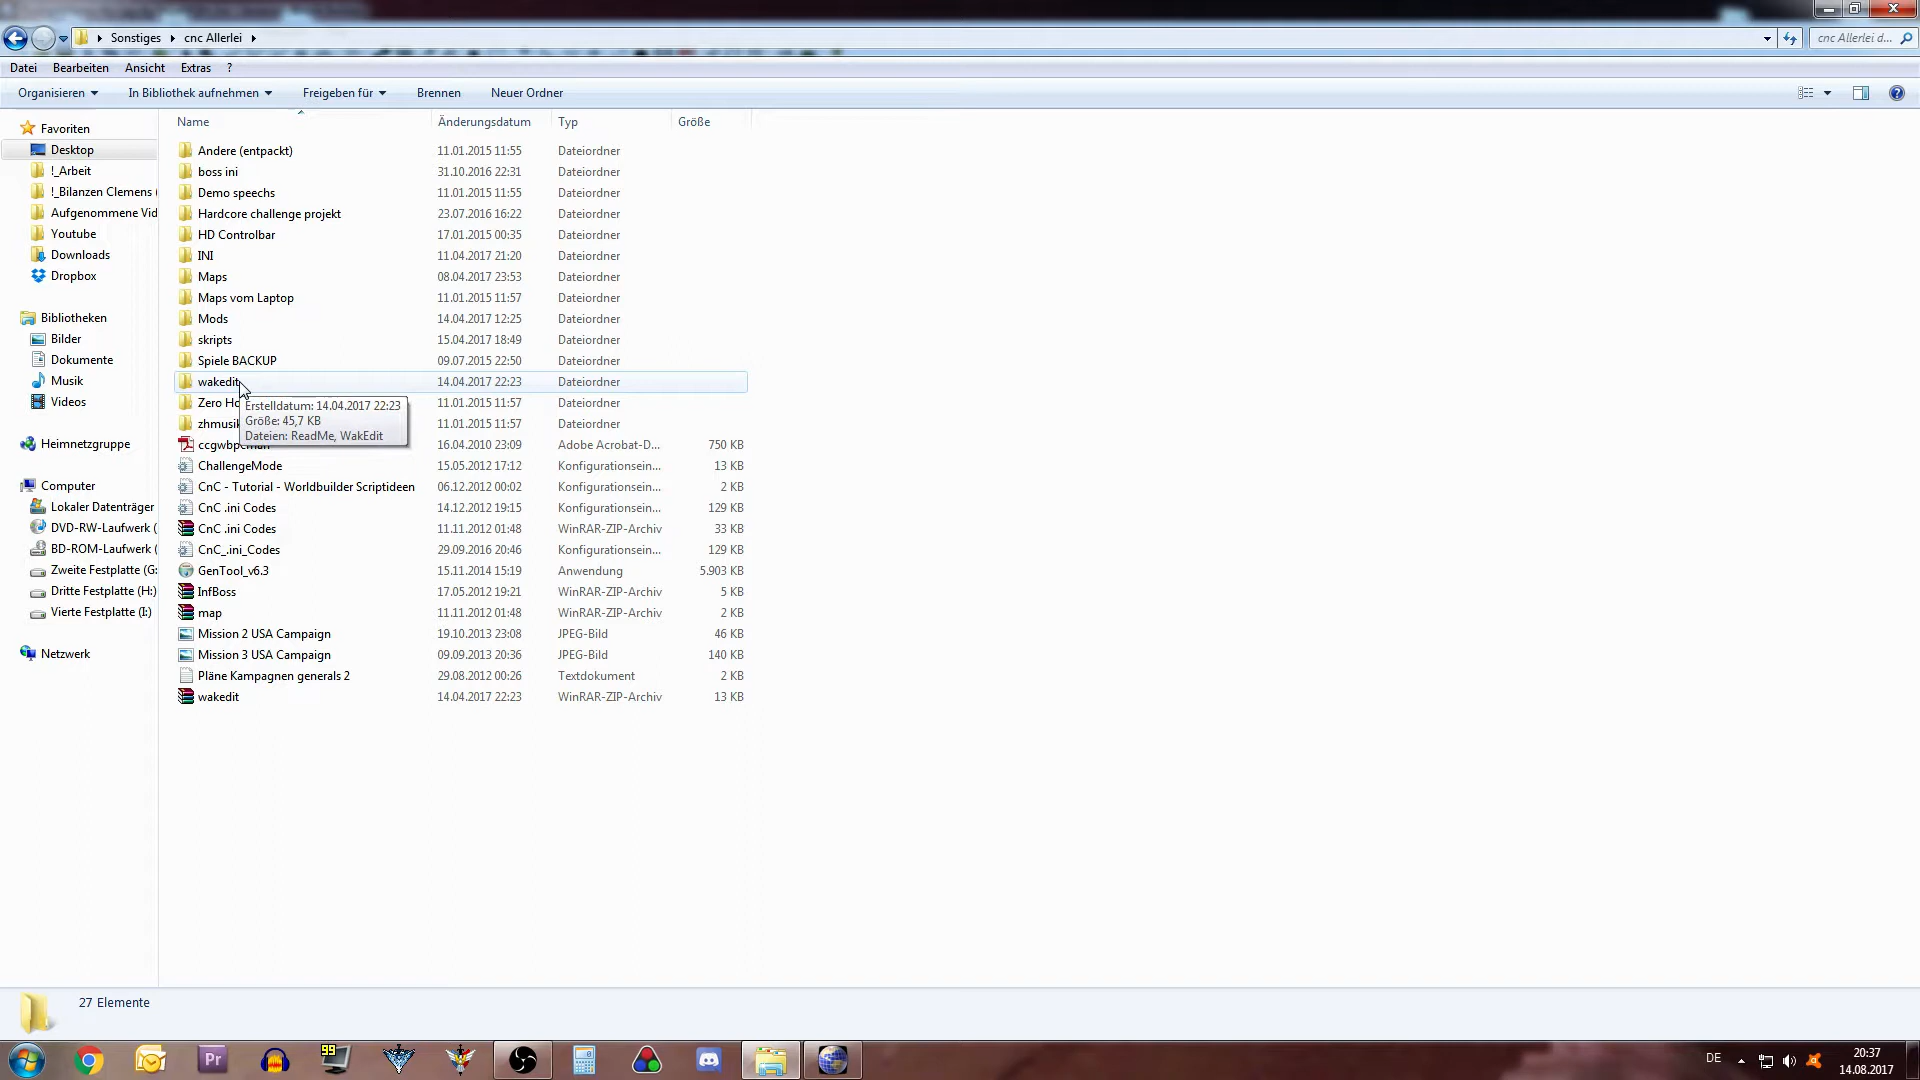 Sonstiges cnc Allerlei
cnc Allerlei d...
Datei Bearbeiten Ansicht Extras ?
Organisieren In Bibliothek aufnehmen Freigeben für Brennen Neuer Ordner
Name Änderungsdatum Typ Größe
Favoriten
Desktop
!_Arbeit
!_Bilanzen Clemens (
Aufgenommene Vid
Youtube
Downloads
Dropbox
Bibliotheken
Bilder
Dokumente
Musik
Videos
Heimnetzgruppe
Computer
Lokaler Datenträger
DVD-RW-Laufwerk (
BD-ROM-Laufwerk (
Zweite Festplatte (G:
Dritte Festplatte (H:)
Vierte Festplatte (I:)
Netzwerk
Andere (entpackt) 11.01.2015 11:55 Dateiordner
boss ini 31.10.2016 22:31 Dateiordner
Demo speechs 11.01.2015 11:55 Dateiordner
Hardcore challenge projekt 23.07.2016 16:22 Dateiordner
HD Controlbar 17.01.2015 00:35 Dateiordner
INI 11.04.2017 21:20 Dateiordner
Maps 08.04.2017 23:53 Dateiordner
Maps vom Laptop 11.01.2015 11:57 Dateiordner
Mods 14.04.2017 12:25 Dateiordner
skripts 15.04.2017 18:49 Dateiordner
Spiele BACKUP 09.07.2015 22:50 Dateiordner
wakedit 14.04.2017 22:23 Dateiordner
Zero Ho 11.01.2015 11:57 Dateiordner
zhmusik 11.01.2015 11:57 Dateiordner
Erstelldatum: 14.04.2017 22:23
Größe: 45,7 KB
Dateien: ReadMe, WakEdit
16.04.2010 23:09 Adobe Acrobat-D... 750 KB
ChallengeMode 15.05.2012 17:12 Konfigurationsein... 13 KB
CnC - Tutorial - Worldbuilder Scriptideen 06.12.2012 00:02 Konfigurationsein... 2 KB
CnC .ini Codes 14.12.2012 19:15 Konfigurationsein... 129 KB
CnC .ini Codes 11.11.2012 01:48 WinRAR-ZIP-Archiv 33 KB
CnC_.ini_Codes 29.09.2016 20:46 Konfigurationsein... 129 KB
GenTool_v6.3 15.11.2014 15:19 Anwendung 5.903 KB
InfBoss 17.05.2012 19:21 WinRAR-ZIP-Archiv 5 KB
map 11.11.2012 01:48 WinRAR-ZIP-Archiv 2 KB
Mission 2 USA Campaign 19.10.2013 23:08 JPEG-Bild 46 KB
Mission 3 USA Campaign 09.09.2013 20:36 JPEG-Bild 140 KB
Pläne Kampagnen generals 2 29.08.2012 00:26 Textdokument 2 KB
wakedit 14.04.2017 22:23 WinRAR-ZIP-Archiv 13 KB
27 Elemente
Pr
99
DE
20:37
14.08.2017